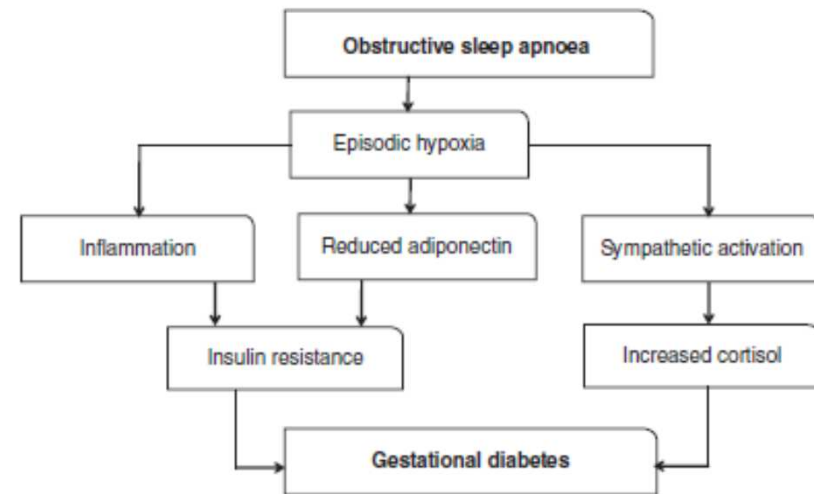 Obstructive sleep apnoea
Episodic hypoxia
Inflammation
Reduced adiponectin
Sympathetic activation
Insulin resistance
Increased cortisol
Gestational diabetes